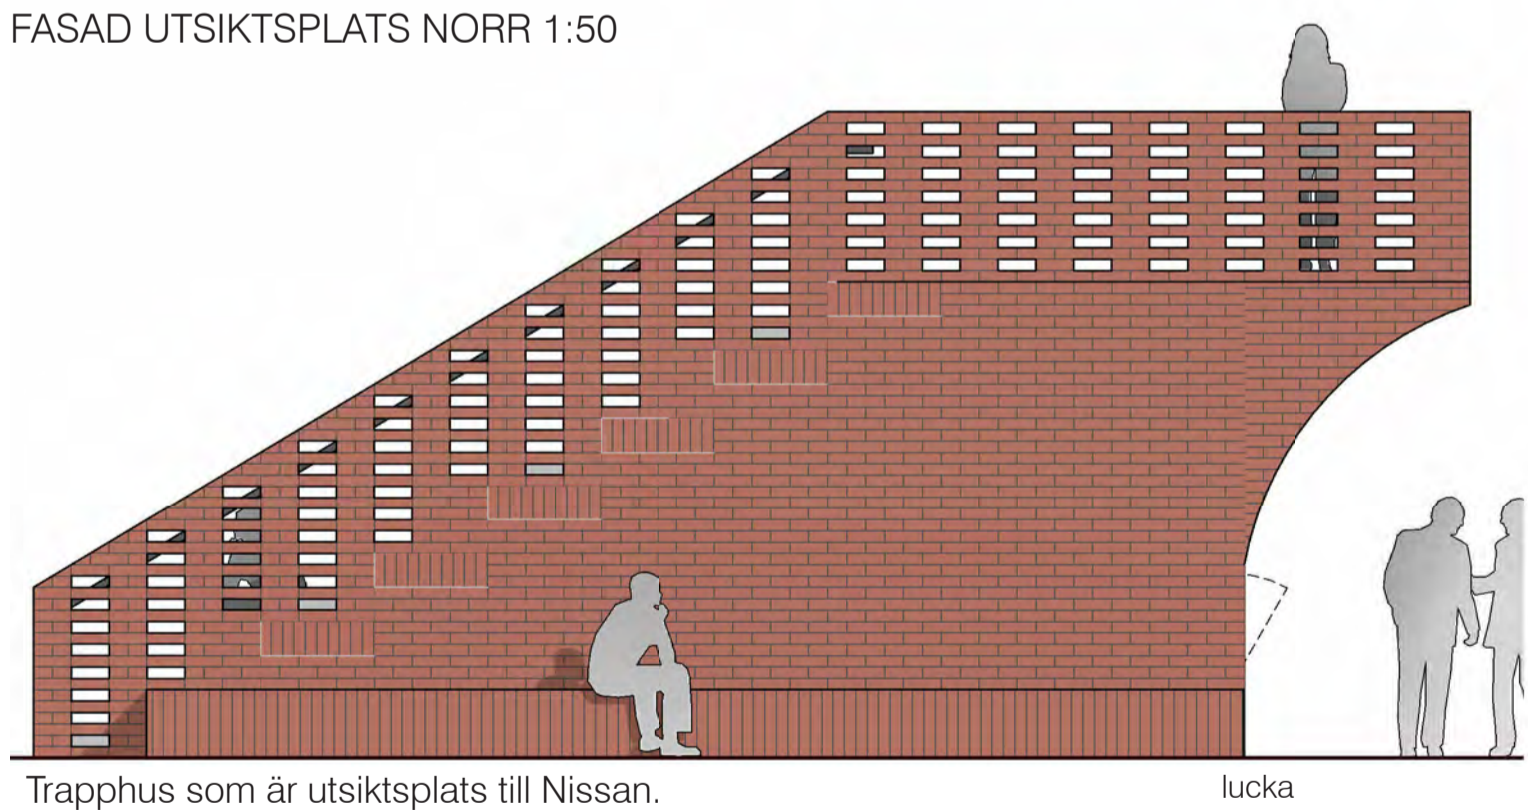 FASAD UTSIKTSPLATS NORR 1:50
Trapphus som är utsiktsplats till Nissan.
lucka